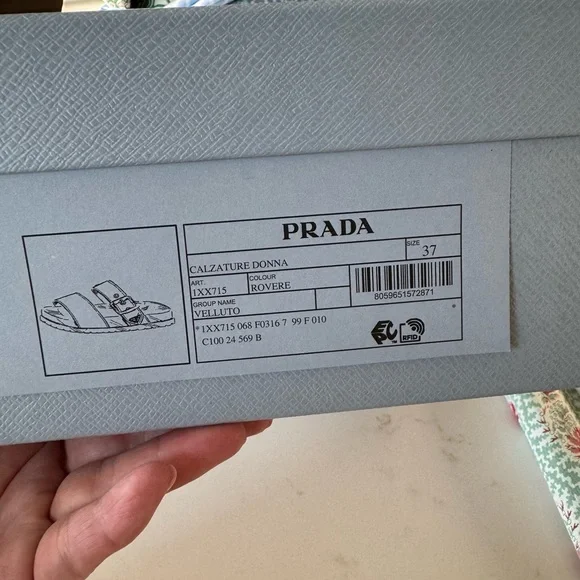 PRADA
SIZE
37
CALZATURE DONNA
ART.
1XX715
COLOUR
ROVERE
GROUP NAME
VELLUTO
8059651572871
*1XX715 068 F0316 7 99 F 010
C100 24 569 B
EPC™
RFID